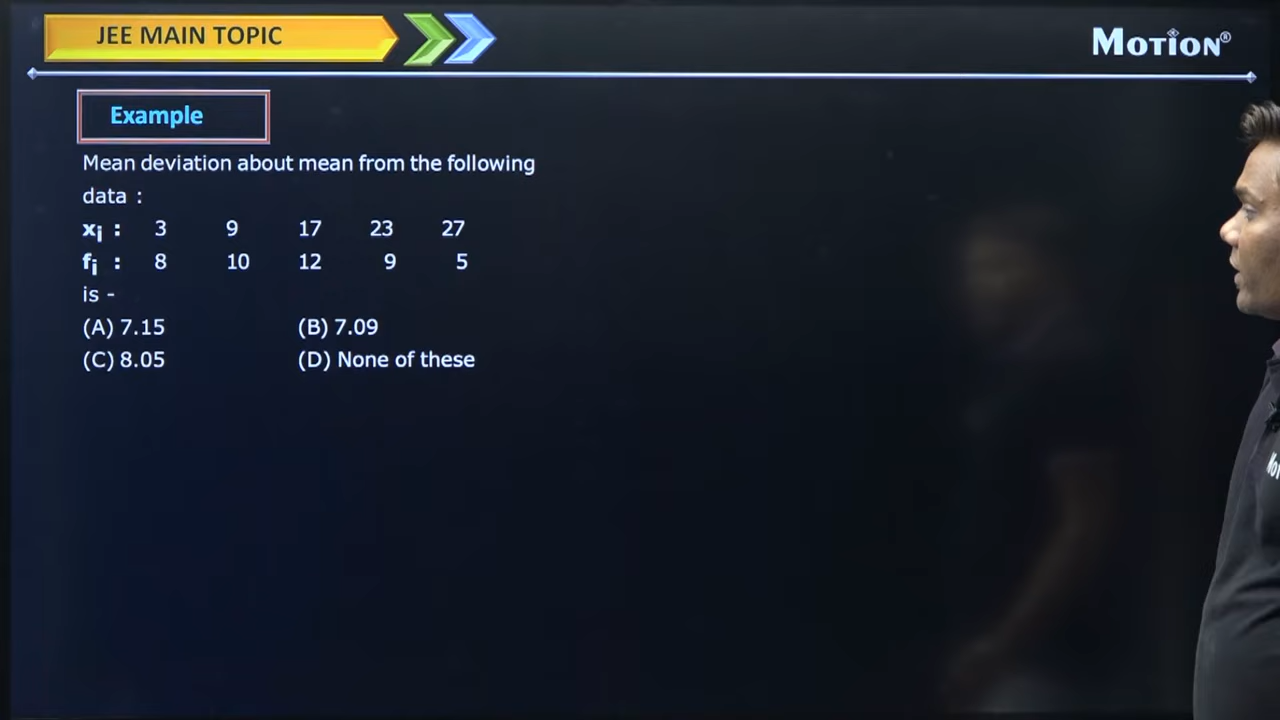 JEE MAIN TOPIC
MOTION®
Example
Mean deviation about mean from the following
data :
xi : 3 9 17 23 27
fi : 8 10 12 9 5
is -
(A) 7.15 (B) 7.09
(C) 8.05 (D) None of these